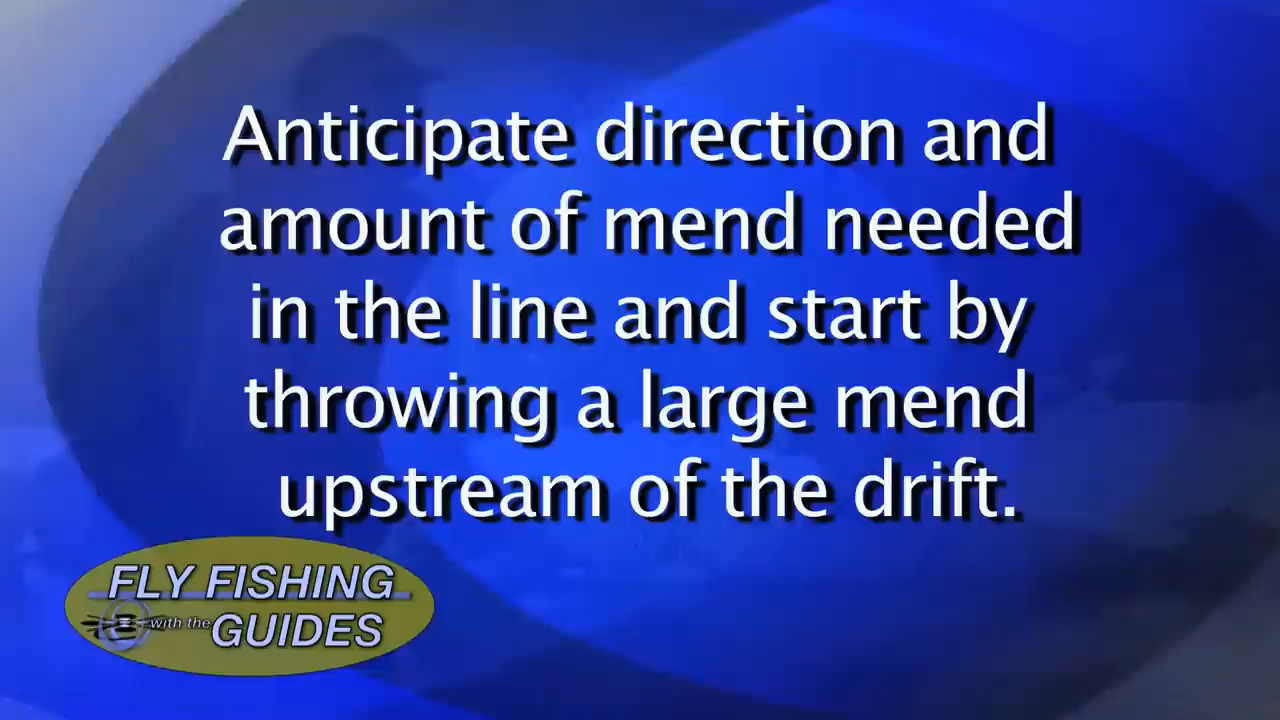 Anticipate direction and
amount of mend needed
in the line and start by
throwing a large mend
upstream of the drift.
FLY FISHING
with the GUIDES